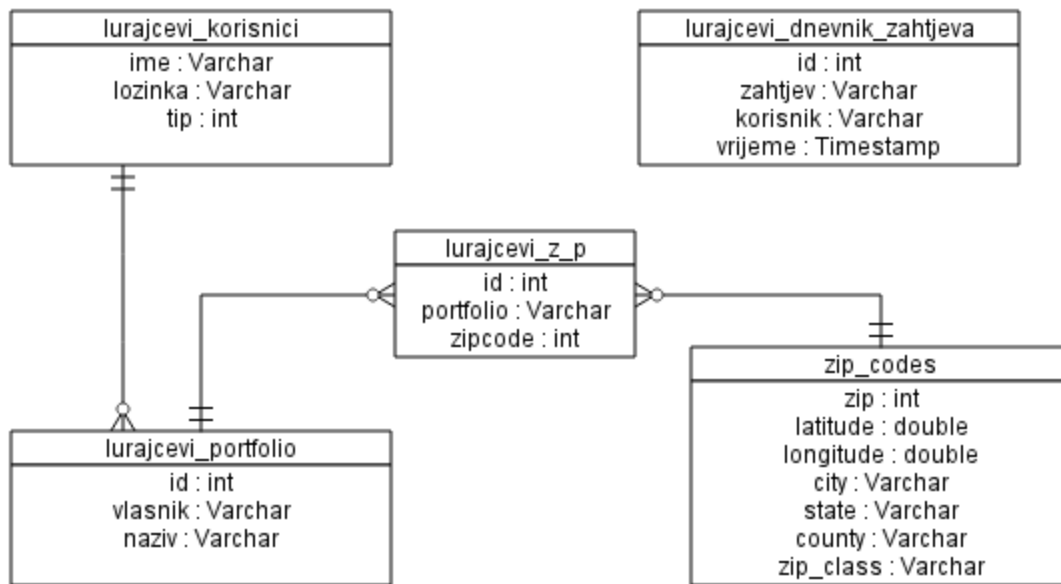 lurajcevi_korisnici
ime : Varchar
lozinka : Varchar
tip : int
lurajcevi_dnevnik_zahtjeva
id : int
zahtjev : Varchar
korisnik : Varchar
vrijeme : Timestamp
lurajcevi_z_p
id : int
portfolio : Varchar
zipcode : int
zip_codes
zip : int
latitude : double
longitude : double
city : Varchar
state : Varchar
county : Varchar
zip_class : Varchar
lurajcevi_portfolio
id : int
vlasnik : Varchar
naziv : Varchar